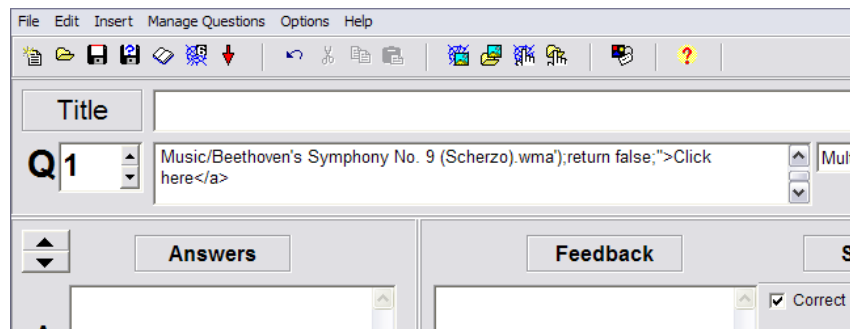 File Edit Insert Manage Questions Options Help
Title
Q 1
Music/Beethoven's Symphony No. 9 (Scherzo).wma');return false;">Click
here</a>
Answers
Feedback
Correct